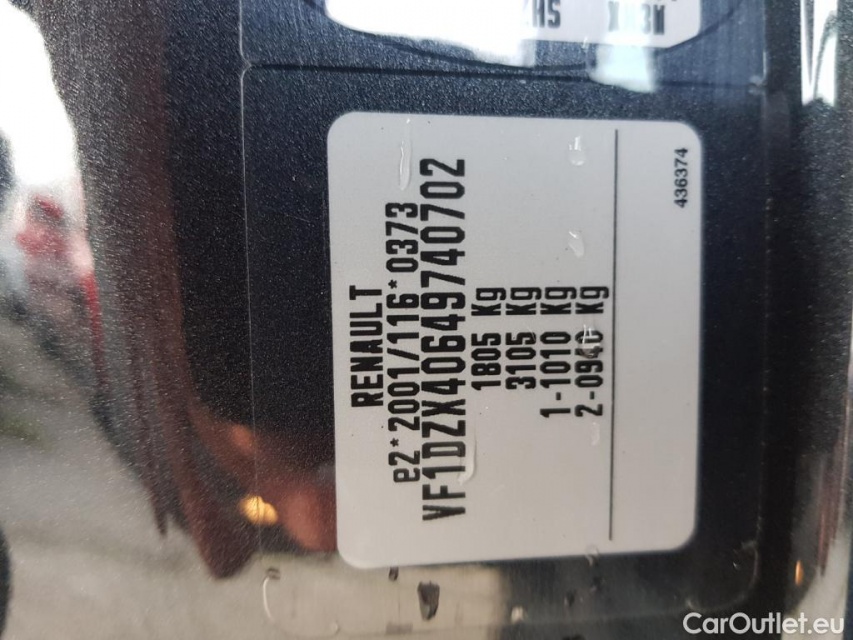 RENAULT
e2*2001/116*0373
VF1DZX40649740702
1805 Kg
3105 Kg
1-1010 Kg
2-0940 Kg
436374
CarOutlet.eu